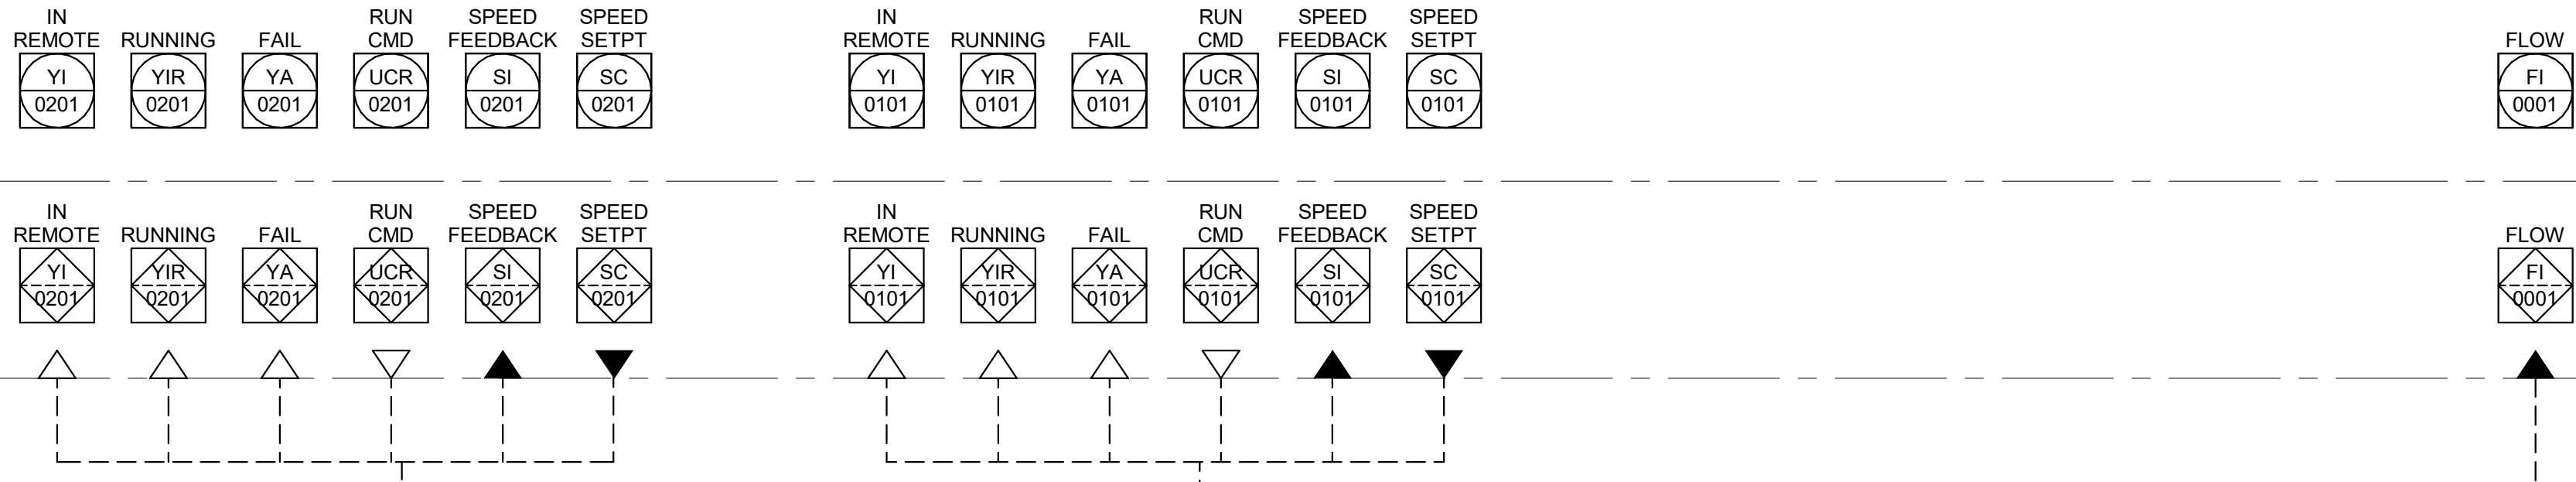 IN RUN SPEED SPEED IN RUN SPEED SPEED
REMOTE RUNNING FAIL CMD FEEDBACK SETPT REMOTE RUNNING FAIL CMD FEEDBACK SETPT FLOW
YI YIR YA UCR SI SC YI YIR YA UCR SI SC FI
0201 0201 0201 0201 0201 0201 0101 0101 0101 0101 0101 0101 0001
IN RUN SPEED SPEED IN RUN SPEED SPEED
REMOTE RUNNING FAIL CMD FEEDBACK SETPT REMOTE RUNNING FAIL CMD FEEDBACK SETPT FLOW
YI YIR YA UCR SI SC YI YIR YA UCR SI SC FI
0201 0201 0201 0201 0201 0201 0101 0101 0101 0101 0101 0101 0001